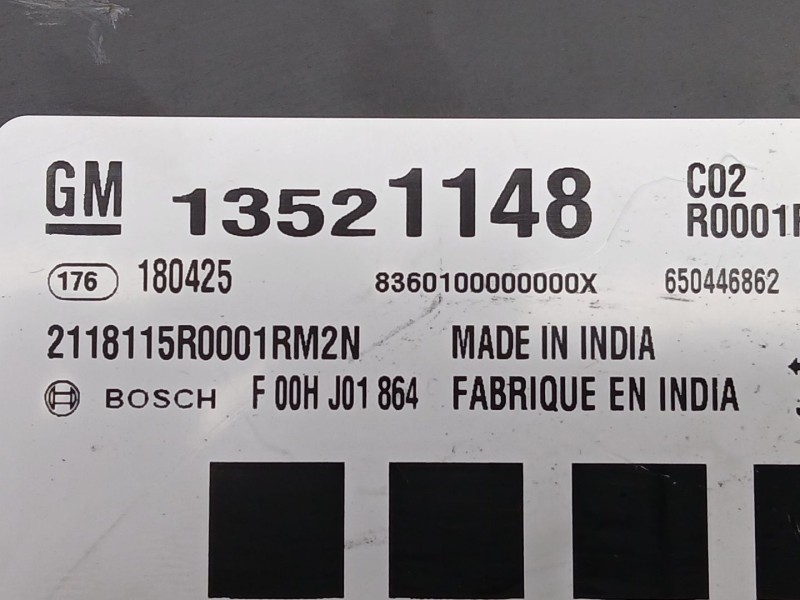 GM 13521148 C02
R0001
176 180425 8360100000000X 650446862
2118115R0001RM2N MADE IN INDIA
BOSCH F 00H J01 864 FABRIQUE EN INDIA